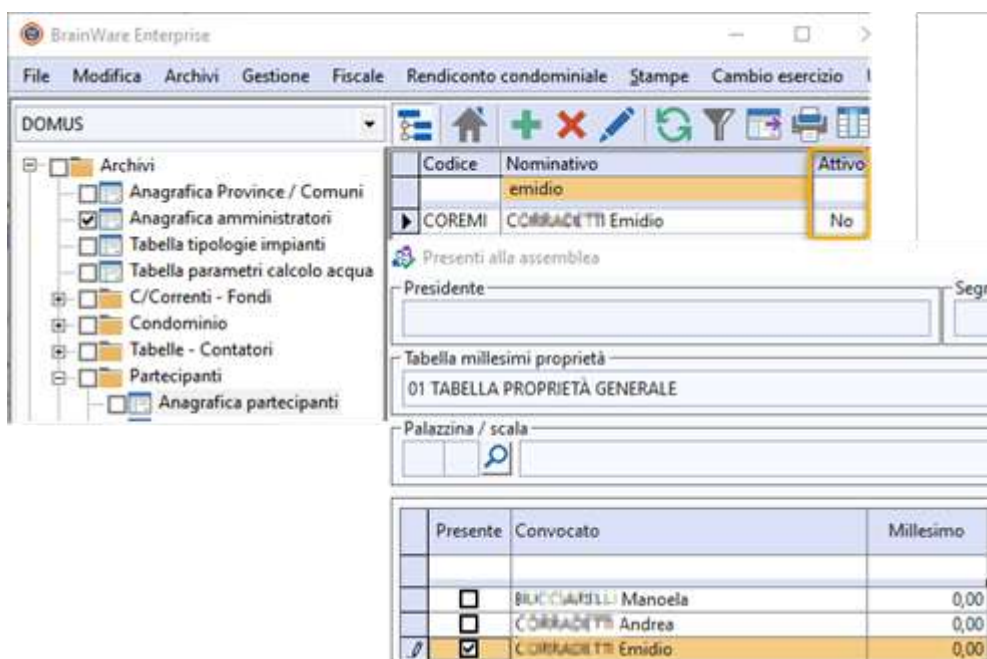 BrainWare Enterprise
File Modifica Archivi Gestione Fiscale Rendiconto condominiale Stampe Cambio esercizio
DOMUS
Archivi
Anagrafica Province / Comuni
Anagrafica amministratori
Tabella tipologie impianti
Tabella parametri calcolo acqua
C/Correnti - Fondi
Condominio
Tabelle - Contatori
Partecipanti
Anagrafica partecipanti
Codice Nominativo Attivo
emidio
COREMI Emidio No
Presenti alla assemblea
Presidente Segr
Tabella millesimi proprietà
01 TABELLA PROPRIETÀ GENERALE
Palazzina / scala
Presente Convocato Millesimo
Manoela 0,00
Andrea 0,00
Emidio 0,00